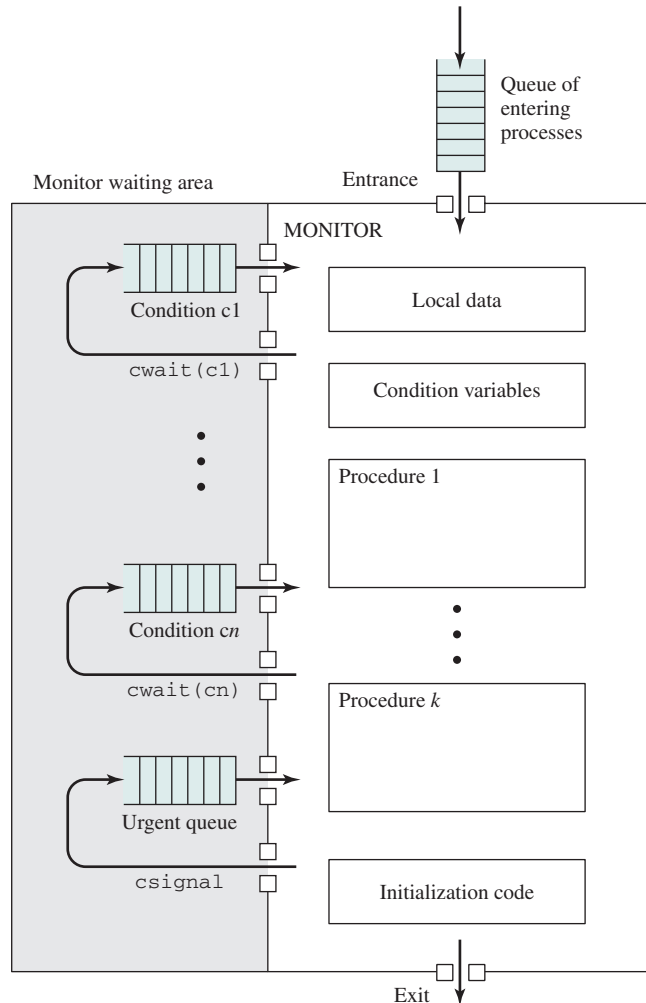 Queue of
entering
processes
Entrance
Monitor waiting area
MONITOR
Condition c1
cwait(c1)
Local data
Condition variables
Procedure 1
Condition cn
cwait(cn)
Procedure k
Urgent queue
csignal
Initialization code
Exit